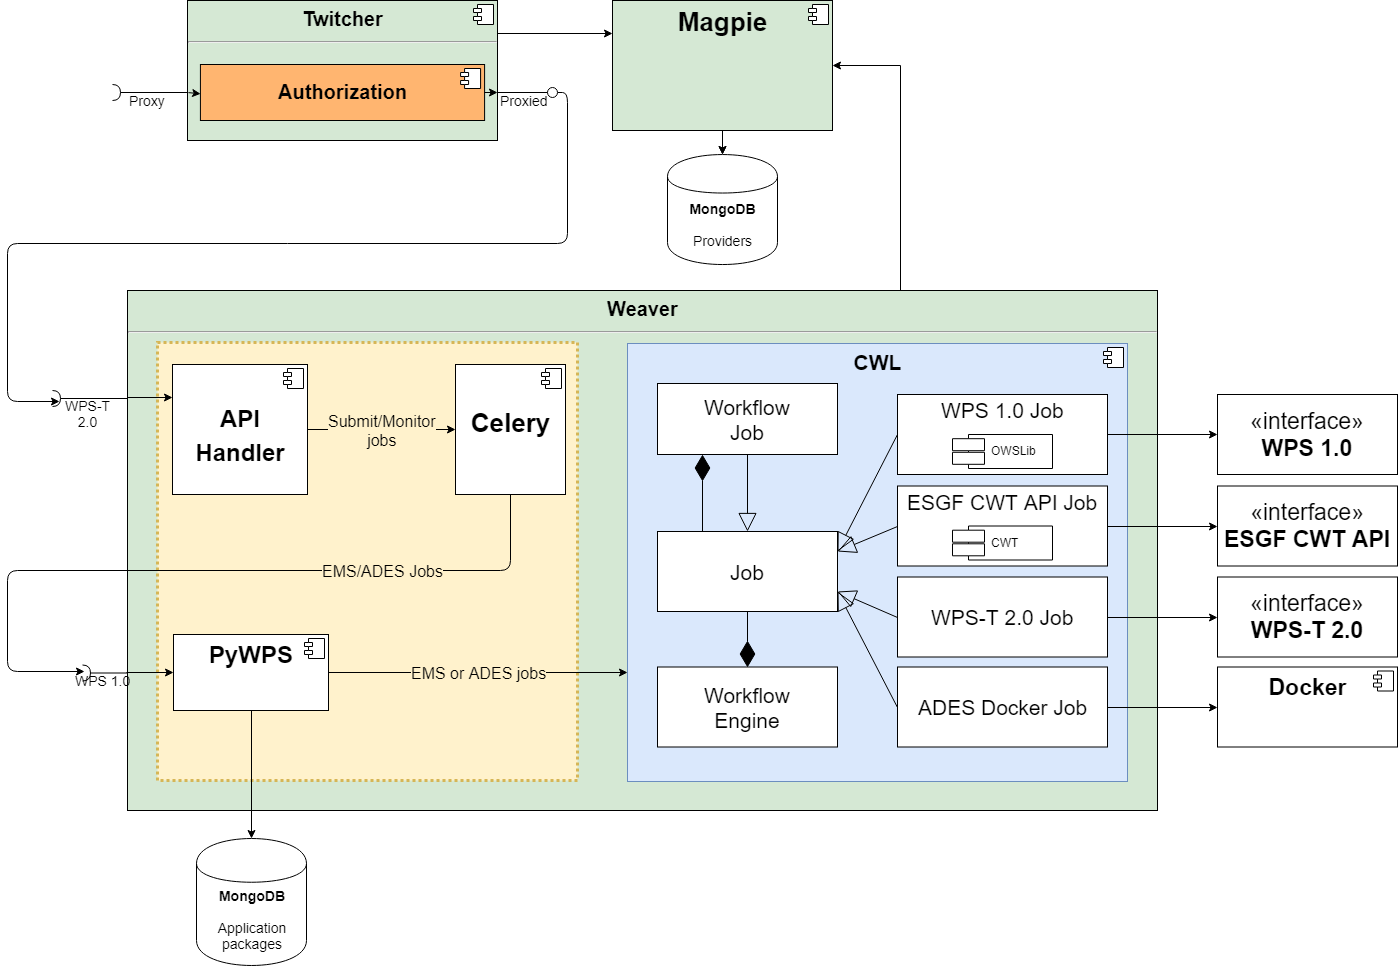 Twitcher
Authorization
Proxy
Proxied
Magpie
MongoDB
Providers
Weaver
WPS-T
2.0
API
Handler
Submit/Monitor
jobs
Celery
EMS/ADES Jobs
WPS 1.0
PyWPS
EMS or ADES jobs
MongoDB
Application
packages
CWL
Workflow
Job
Job
Workflow
Engine
WPS 1.0 Job
OWSLib
ESGF CWT API Job
CWT
WPS-T 2.0 Job
ADES Docker Job
«interface»
WPS 1.0
«interface»
ESGF CWT API
«interface»
WPS-T 2.0
Docker